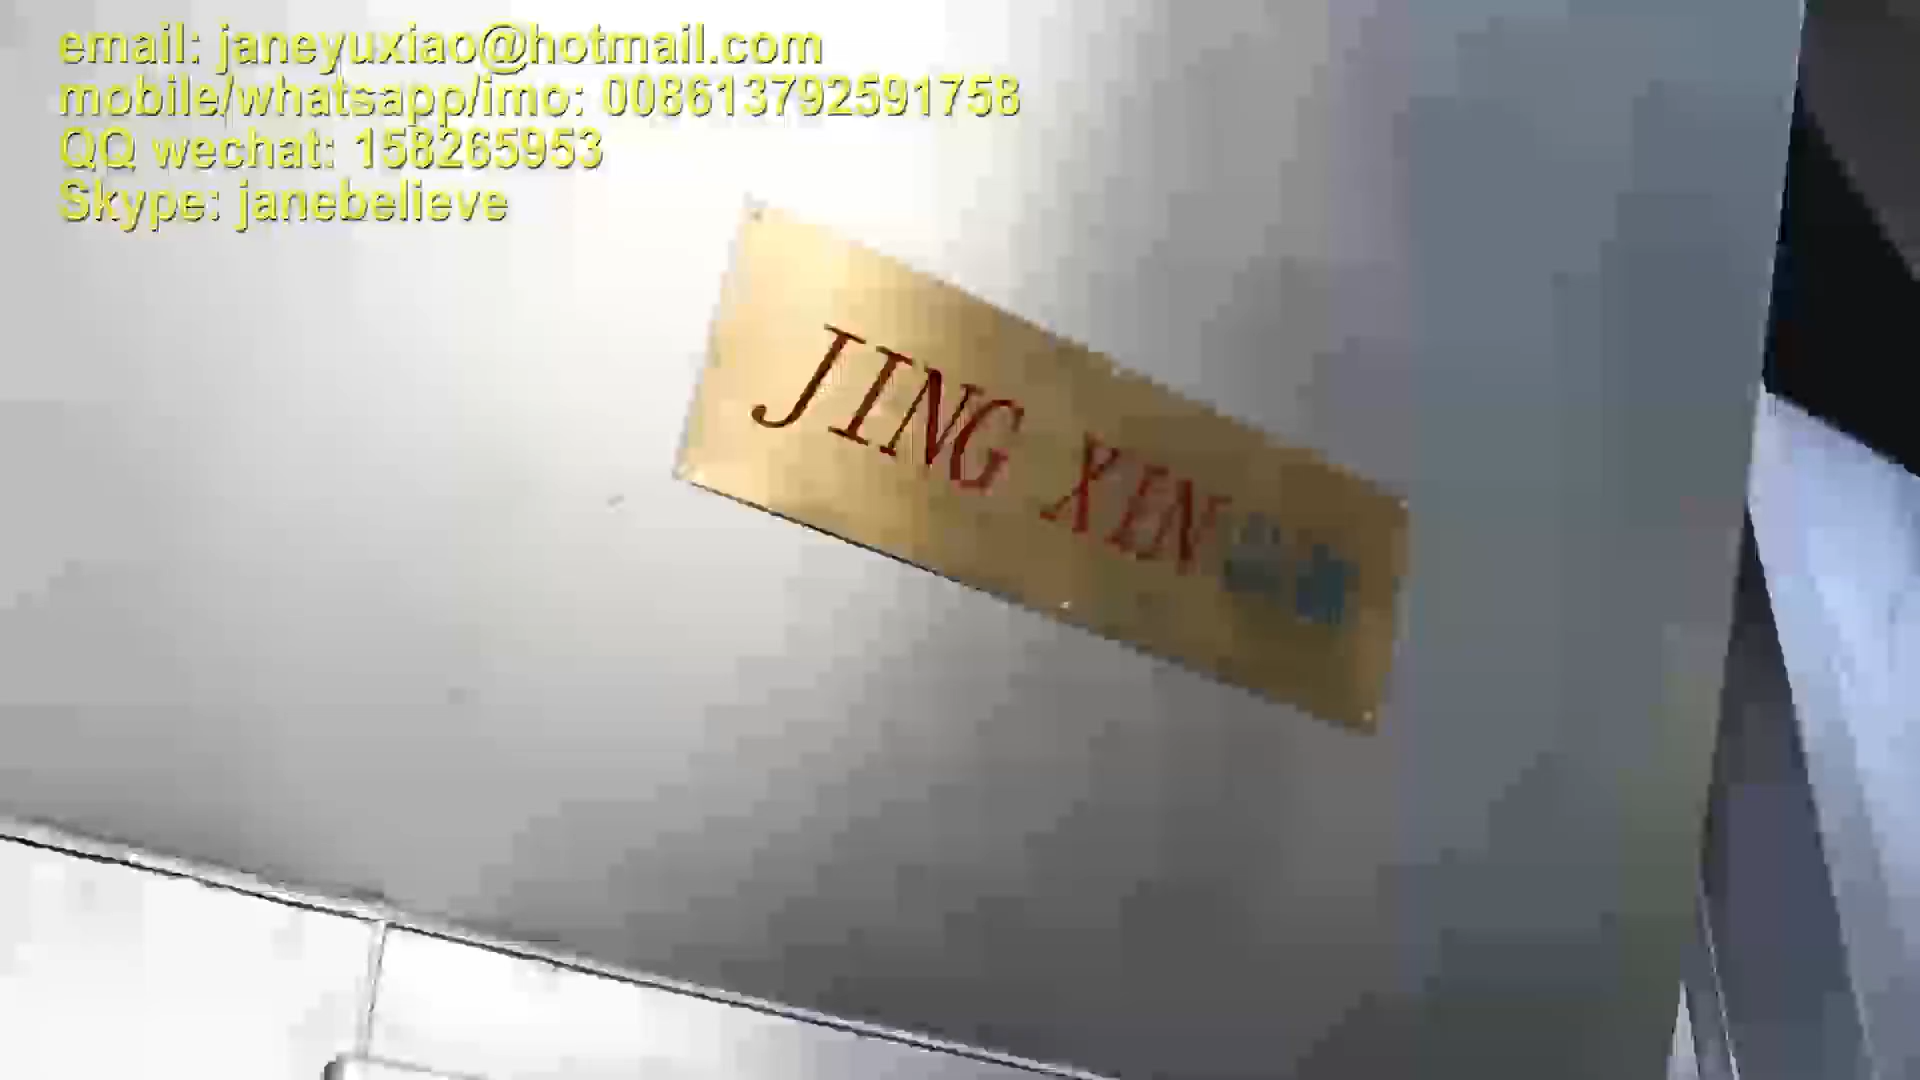 email: janeyuxiao@hotmail.com
mobile/whatsapp/imo: 008613792591758
QQ wechat: 158265953
Skype: janebelieve
JING XIN